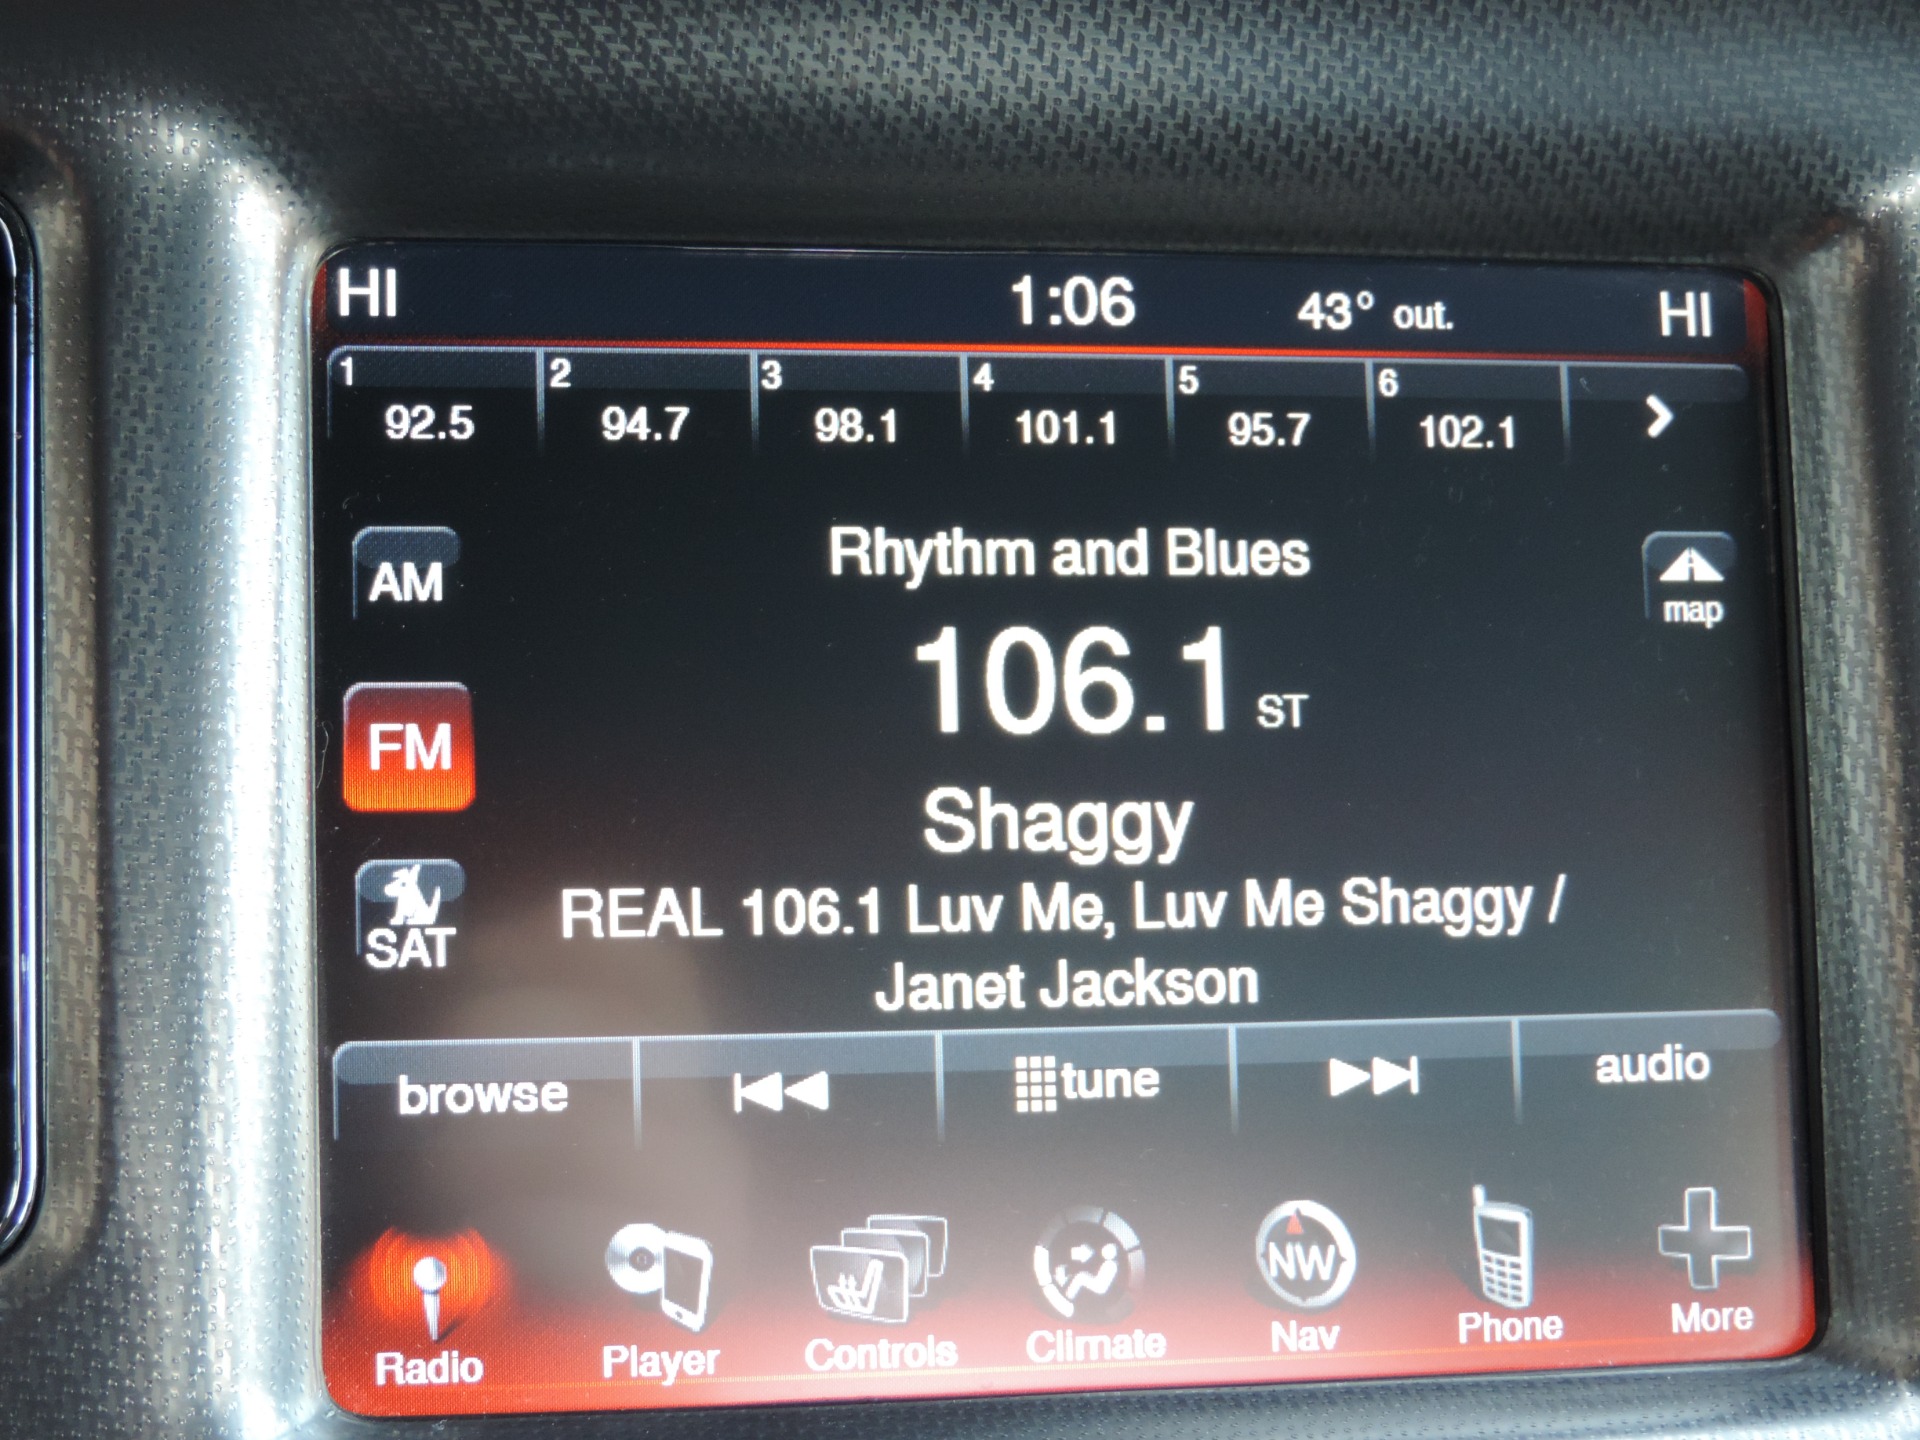 HI 1:06 43° out. HI
1 2 3 4 5 6
92.5 94.7 98.1 101.1 95.7 102.1
Rhythm and Blues
AM map
106.1 ST
FM
Shaggy
REAL 106.1 Luv Me, Luv Me Shaggy /
SAT
Janet Jackson
browse tune audio
NW
Radio Player Controls Climate Nav Phone More